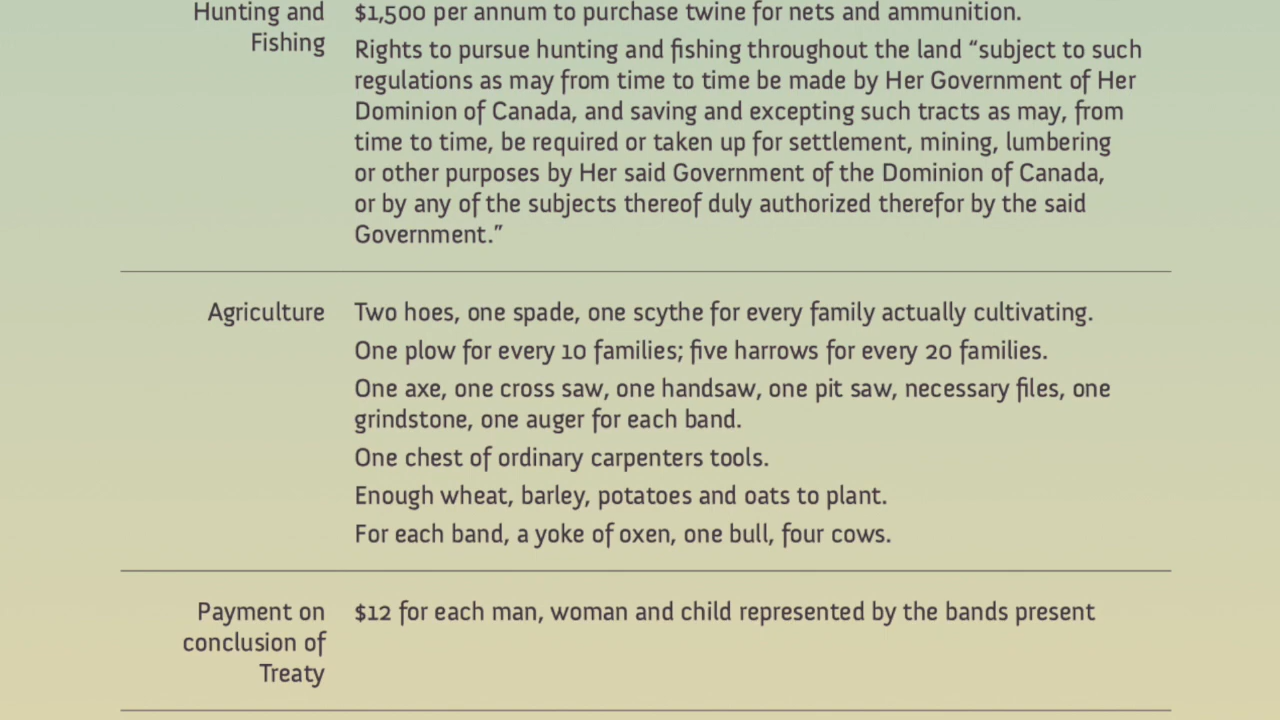 Hunting and
Fishing
$1,500 per annum to purchase twine for nets and ammunition.
Rights to pursue hunting and fishing throughout the land “subject to such
regulations as may from time to time be made by Her Government of Her
Dominion of Canada, and saving and excepting such tracts as may, from
time to time, be required or taken up for settlement, mining, lumbering
or other purposes by Her said Government of the Dominion of Canada,
or by any of the subjects thereof duly authorized therefor by the said
Government.”
Agriculture
Two hoes, one spade, one scythe for every family actually cultivating.
One plow for every 10 families; five harrows for every 20 families.
One axe, one cross saw, one handsaw, one pit saw, necessary files, one
grindstone, one auger for each band.
One chest of ordinary carpenters tools.
Enough wheat, barley, potatoes and oats to plant.
For each band, a yoke of oxen, one bull, four cows.
Payment on
conclusion of
Treaty
$12 for each man, woman and child represented by the bands present